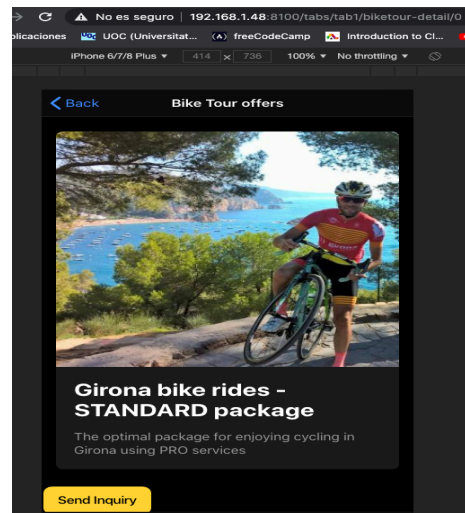 No es seguro | 192.168.1.48:8100/tabs/tab1/biketour-detail/0
plicaciones UOC (Universitat... freeCodeCamp Introduction to Cl...
iPhone 6/7/8 Plus ▼ 414 x 736 100% ▼ No throttling ▼
Back Bike Tour offers
Girona
Girona bike rides -
STANDARD package
The optimal package for enjoying cycling in
Girona using PRO services
Send Inquiry